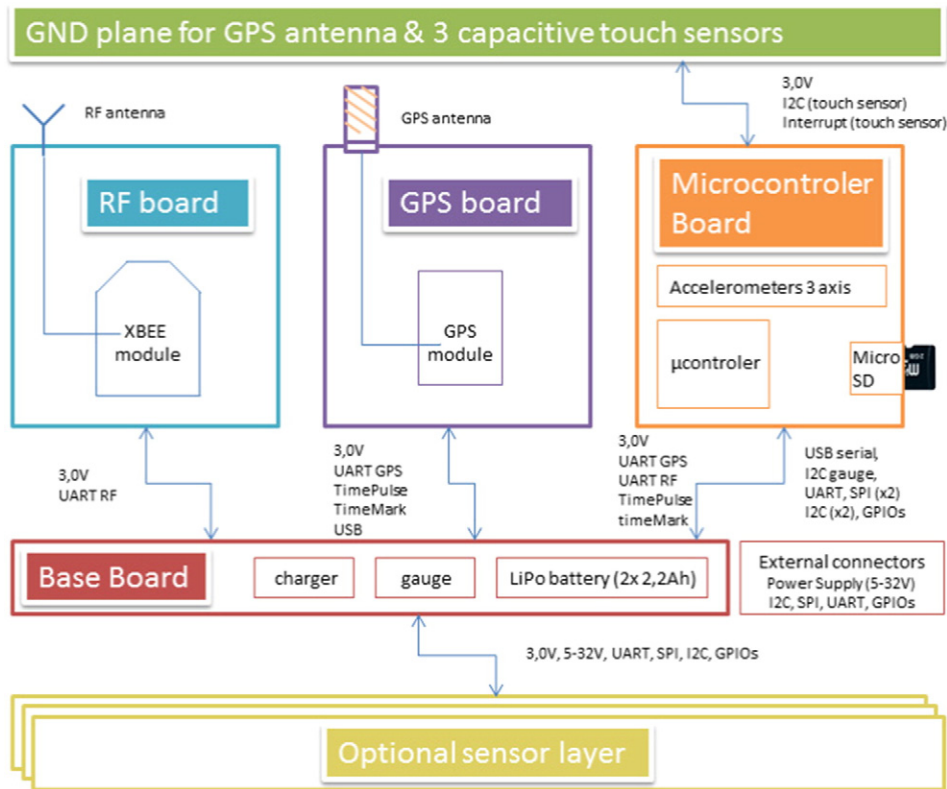 GND plane for GPS antenna & 3 capacitive touch sensors
3,0V
I2C (touch sensor)
Interrupt (touch sensor)
RF antenna
GPS antenna
RF board
GPS board
Microcontroler
Board
Accelerometers 3 axis
XBEE
module
GPS
module
µcontroler
Micro
SD
3,0V
UART RF
3,0V
UART GPS
TimePulse
TimeMark
USB
3,0V
UART GPS
UART RF
TimePulse
timeMark
USB serial,
I2C gauge,
UART, SPI (x2)
I2C (x2), GPIOs
Base Board
charger
gauge
LiPo battery (2x 2,2Ah)
External connectors
Power Supply (5-32V)
I2C, SPI, UART, GPIOs
3,0V, 5-32V, UART, SPI, I2C, GPIOs
Optional sensor layer